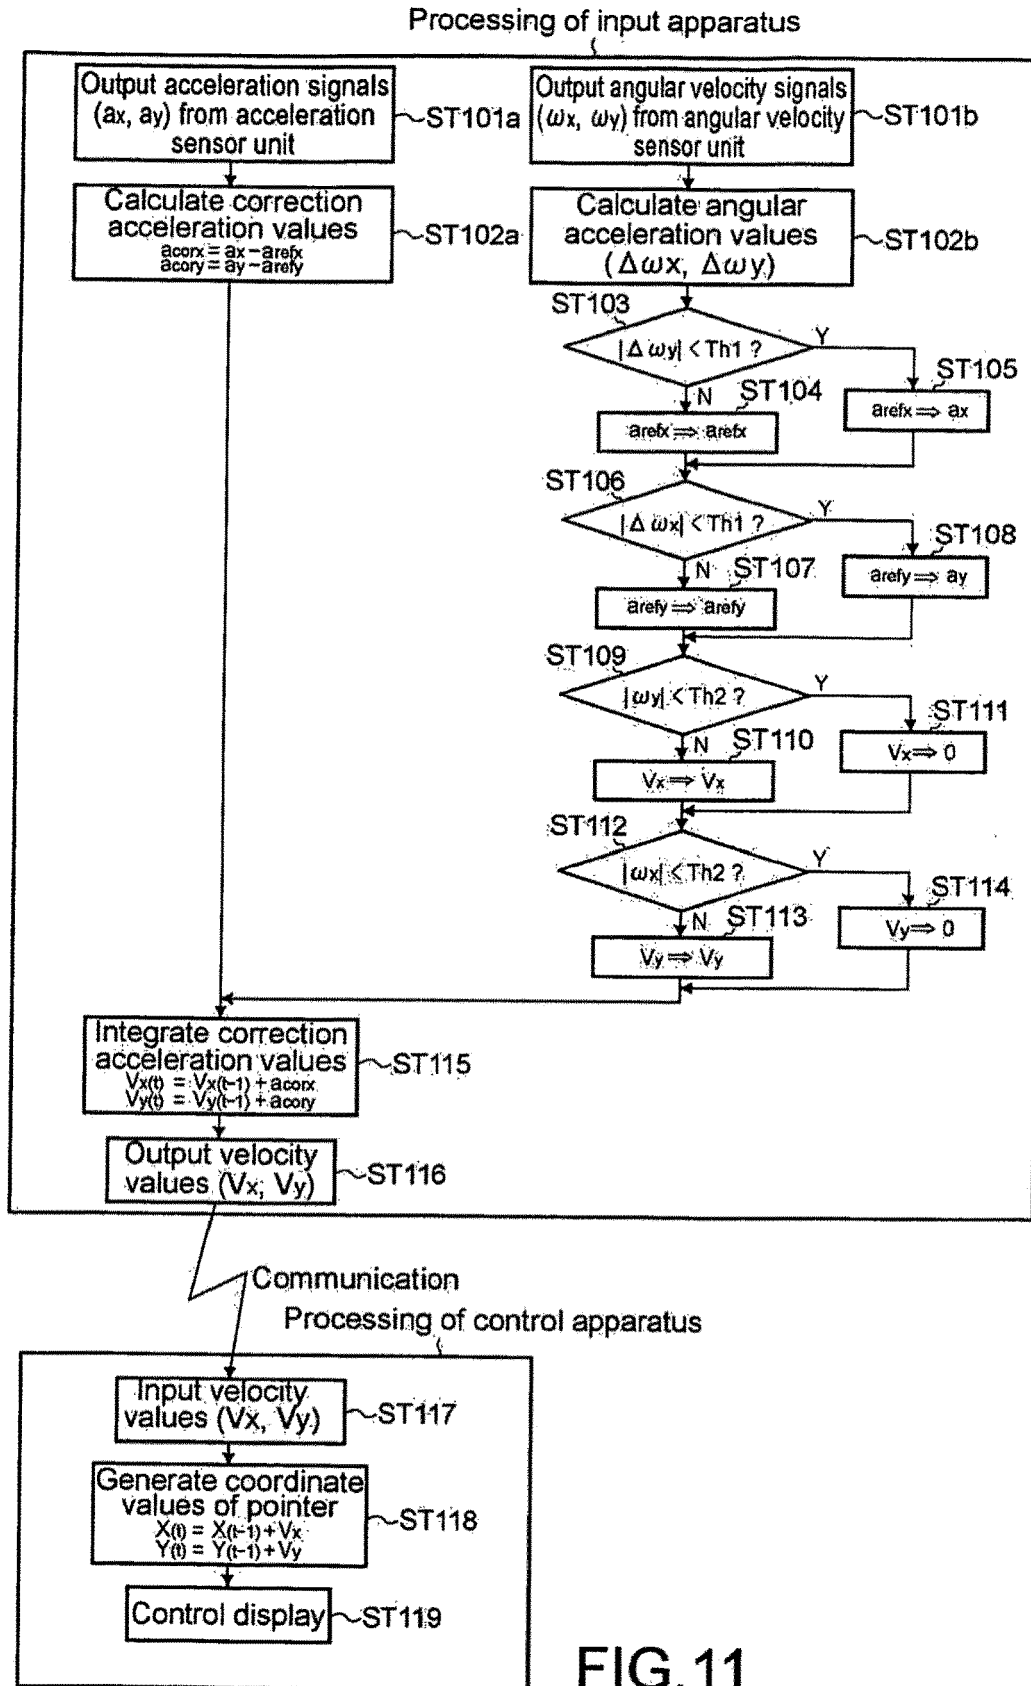 Processing of input apparatus
Output acceleration signals
(ax, ay) from acceleration
sensor unit
ST101a
Output angular velocity signals
(ωx, ωy) from angular velocity
sensor unit
ST101b
Calculate correction
acceleration values
acorx = ax − arefx
acory = ay − arefy
ST102a
Calculate angular
acceleration values
(Δωx, Δωy)
ST102b
ST103
|Δωy| < Th1 ?
Y
N
ST104
arefx ⇒ arefx
ST105
arefx ⇒ ax
ST106
|Δωx| < Th1 ?
Y
N
ST107
arefy ⇒ arefy
ST108
arefy ⇒ ay
ST109
|ωy| < Th2 ?
Y
N
ST110
Vx ⇒ Vx
ST111
Vx ⇒ 0
ST112
|ωx| < Th2 ?
Y
N
ST113
Vy ⇒ Vy
ST114
Vy ⇒ 0
Integrate correction
acceleration values
Vx(t) = Vx(t−1) + acorx
Vy(t) = Vy(t−1) + acory
ST115
Output velocity
values (Vx, Vy)
ST116
Communication
Processing of control apparatus
Input velocity
values (Vx, Vy)
ST117
Generate coordinate
values of pointer
X(t) = X(t−1) + Vx
Y(t) = Y(t−1) + Vy
ST118
Control display
ST119
FIG.11